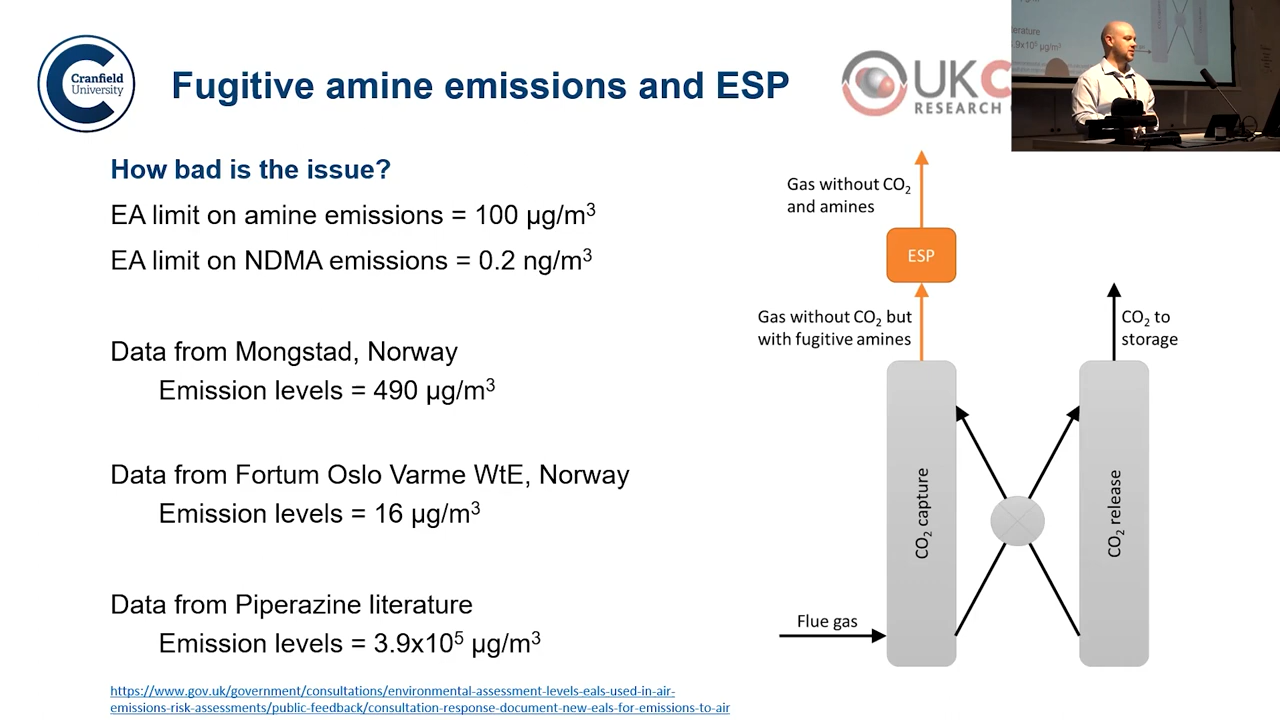 Cranfield
University
Fugitive amine emissions and ESP
UKC
RESEARCH
How bad is the issue?
EA limit on amine emissions = 100 µg/m³
EA limit on NDMA emissions = 0.2 ng/m³
Data from Mongstad, Norway
Emission levels = 490 µg/m³
Data from Fortum Oslo Varme WtE, Norway
Emission levels = 16 µg/m³
Data from Piperazine literature
Emission levels = 3.9x10⁵ µg/m³
https://www.gov.uk/government/consultations/environmental-assessment-levels-eals-used-in-air-
emissions-risk-assessments/public-feedback/consultation-response-document-new-eals-for-emissions-to-air
Gas without CO₂
and amines
ESP
Gas without CO₂ but
with fugitive amines
CO₂ to
storage
CO₂ capture
CO₂ release
Flue gas